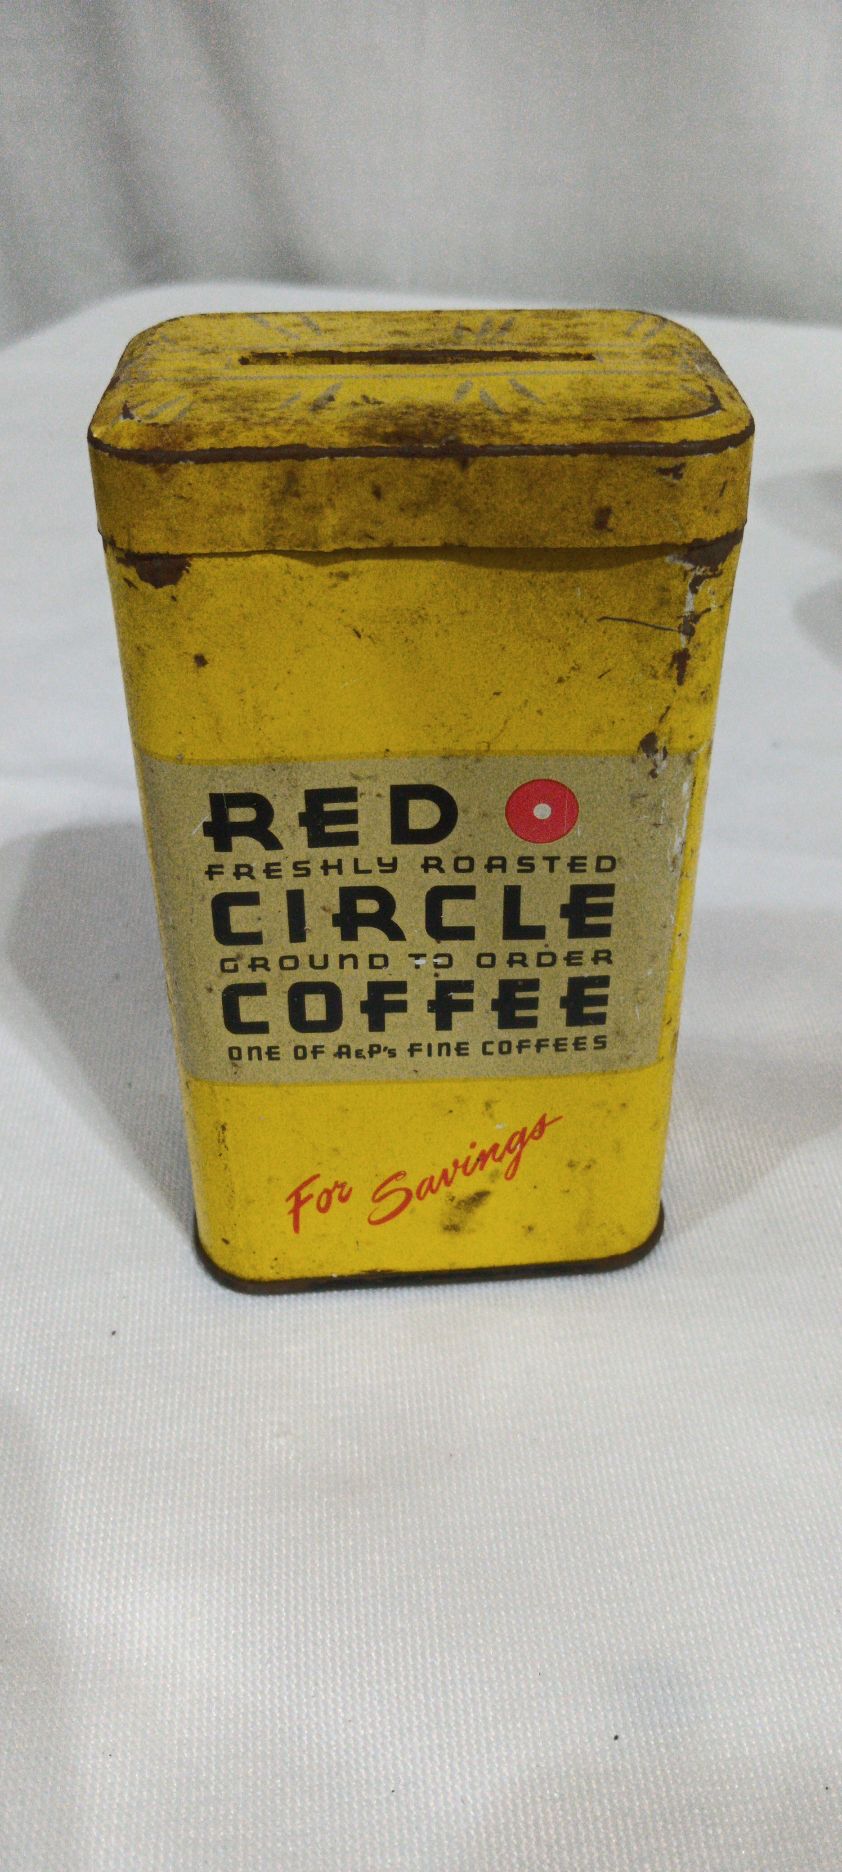 RED
FRESHLY ROASTED
CIRCLE
GROUND TO ORDER
COFFEE
ONE OF A&P's FINE COFFEES
For Savings